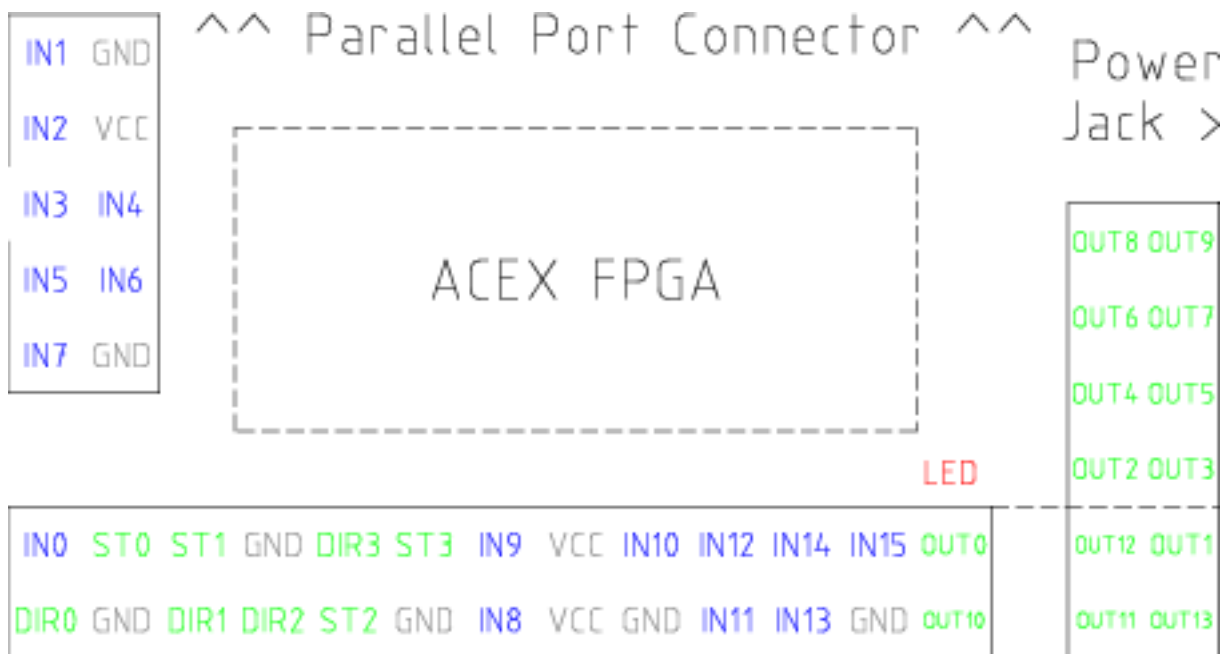 ^^ Parallel Port Connector ^^
Power
Jack >
IN1 GND
IN2 VCC
IN3 IN4
IN5 IN6
IN7 GND
ACEX FPGA
OUT8 OUT9
OUT6 OUT7
OUT4 OUT5
OUT2 OUT3
LED
IN0 ST0 ST1 GND DIR3 ST3 IN9 VCC IN10 IN12 IN14 IN15 OUT0
DIR0 GND DIR1 DIR2 ST2 GND IN8 VCC GND IN11 IN13 GND OUT10
OUT12 OUT1
OUT11 OUT13